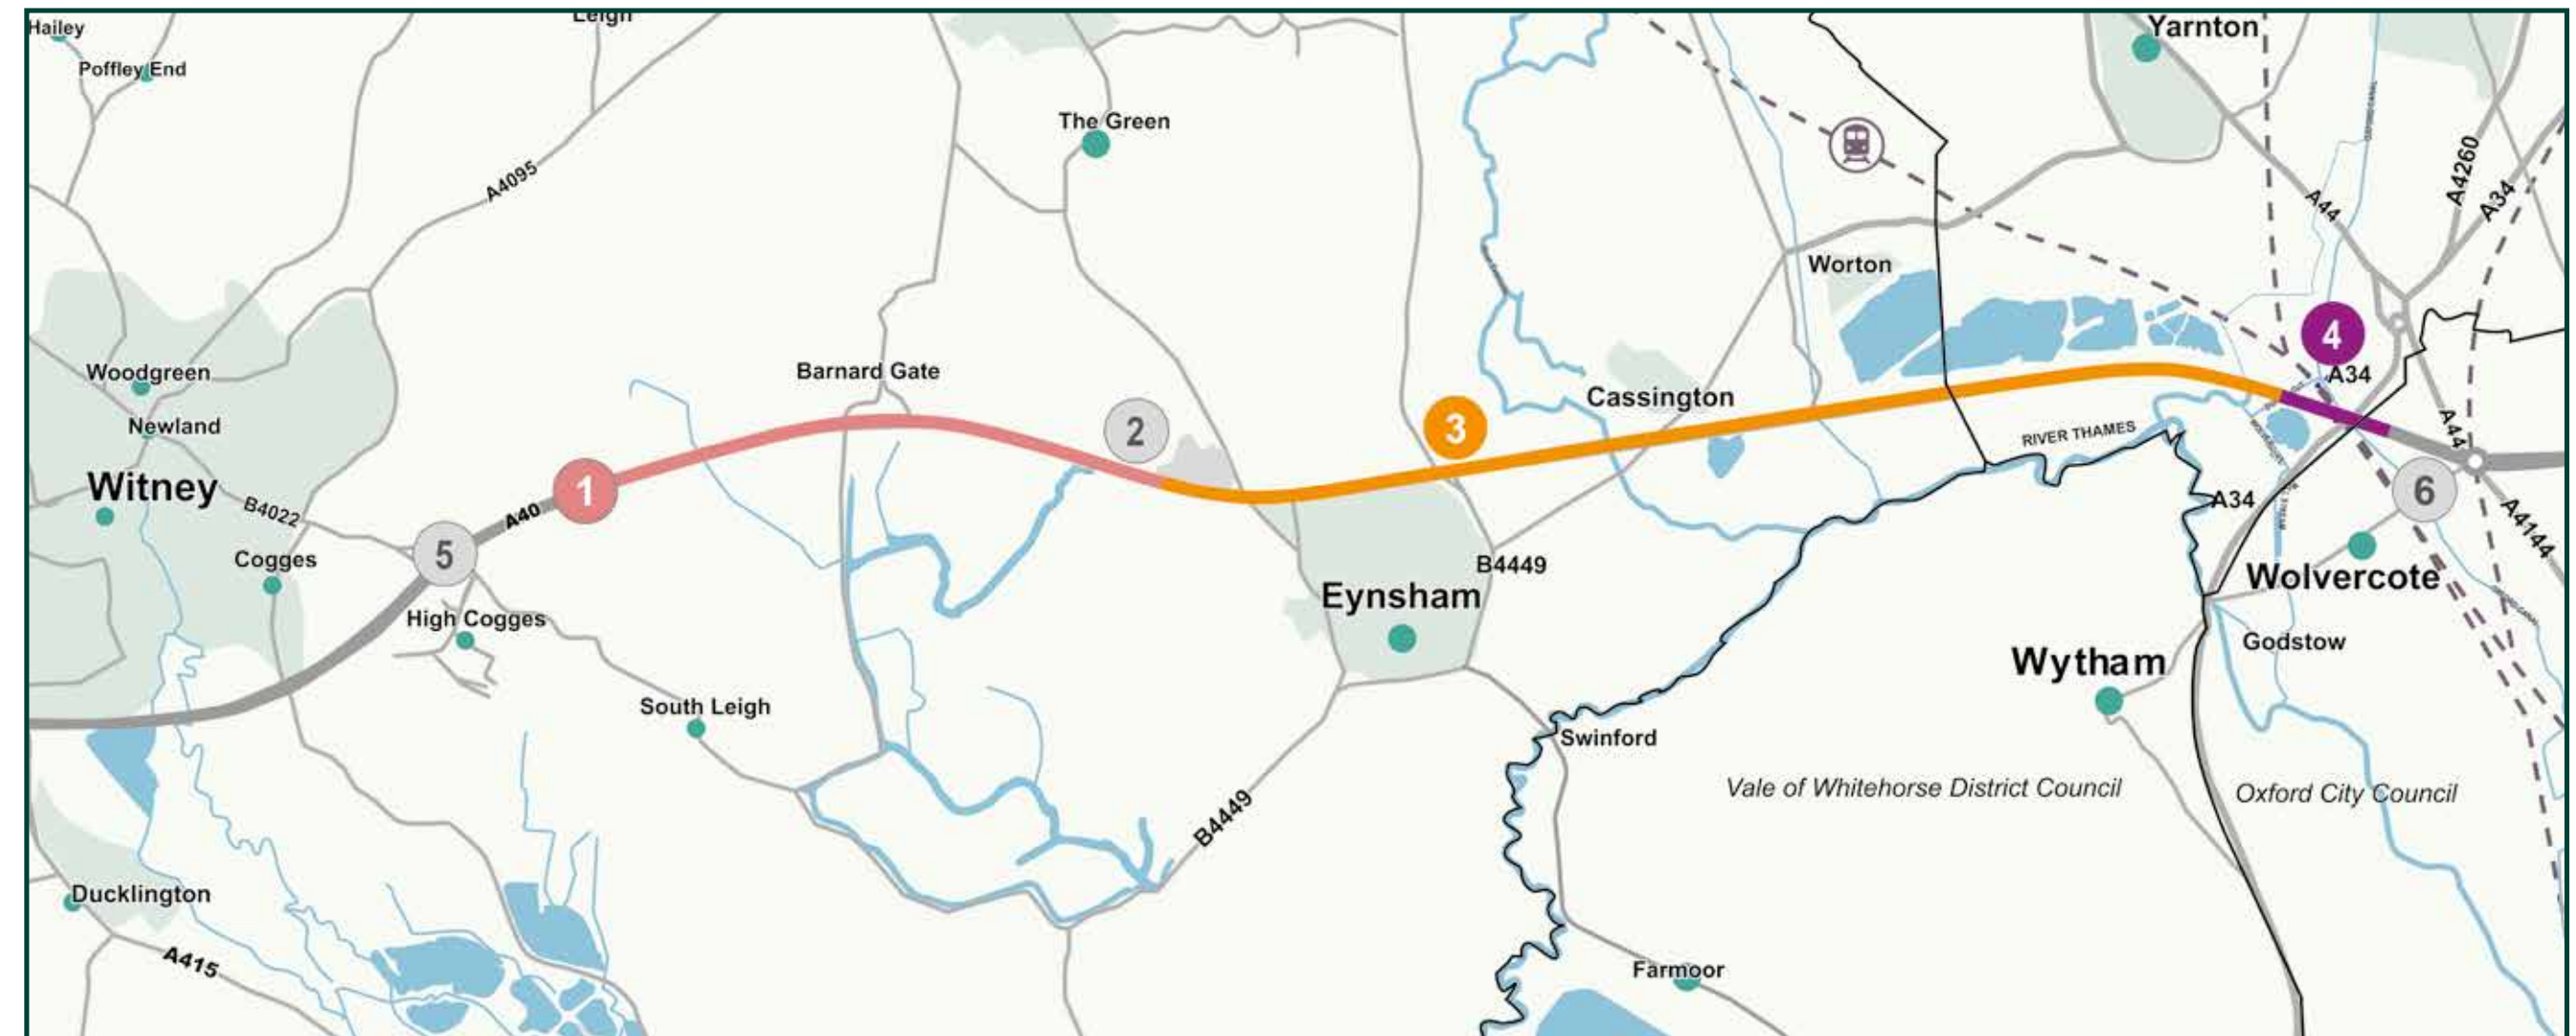 Hailey
Leigh
Yarnton
Poffley End
The Green
A4095
A4260
A34
A44
Worton
Barnard Gate
Woodgreen
4
A34
Cassington
2
3
Newland
RIVER THAMES
A44
Witney
B4022
A40
1
6
A34
A4144
5
Cogges
B4449
Wolvercote
Eynsham
High Cogges
Godstow
Wytham
South Leigh
Swinford
Vale of Whitehorse District Council
Oxford City Council
B4449
Ducklington
A415
Farmoor